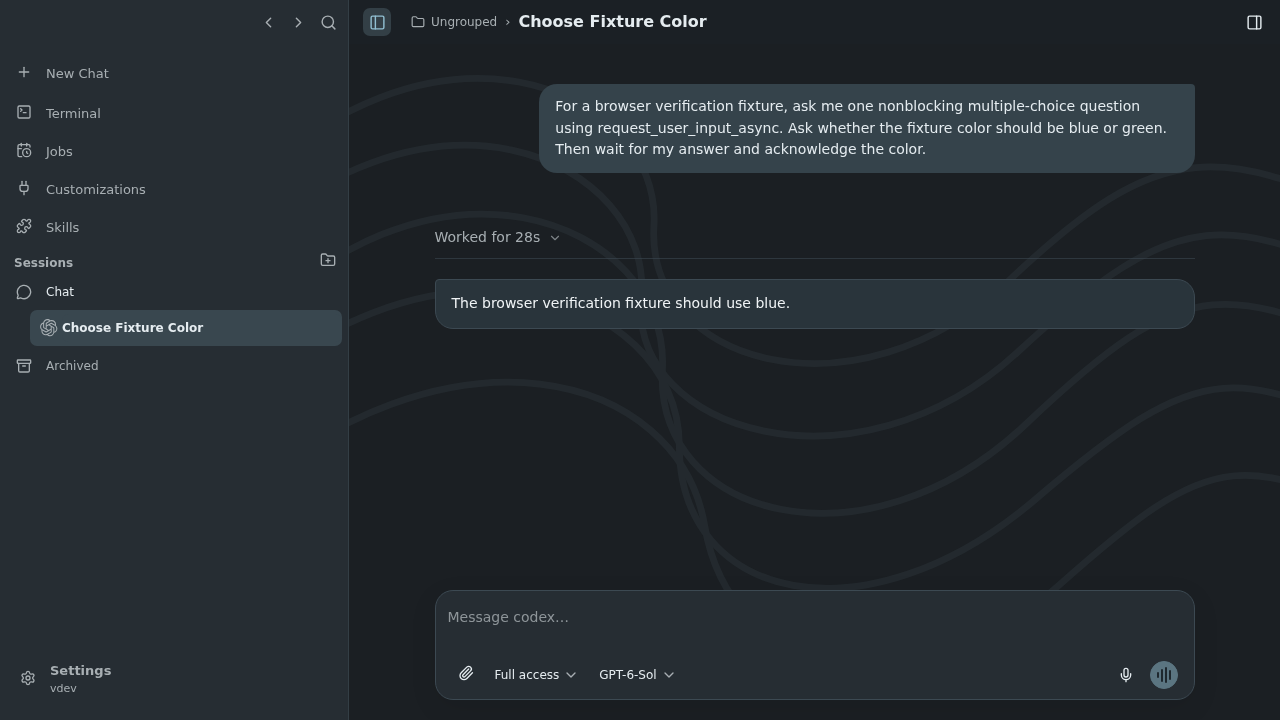 Ungrouped › Choose Fixture Color
New Chat
Terminal
Jobs
Customizations
Skills
Sessions
Chat
Choose Fixture Color
Archived
Settings
vdev
For a browser verification fixture, ask me one nonblocking multiple-choice question
using request_user_input_async. Ask whether the fixture color should be blue or green.
Then wait for my answer and acknowledge the color.
Worked for 28s
The browser verification fixture should use blue.
Message codex...
Full access
GPT-6-Sol